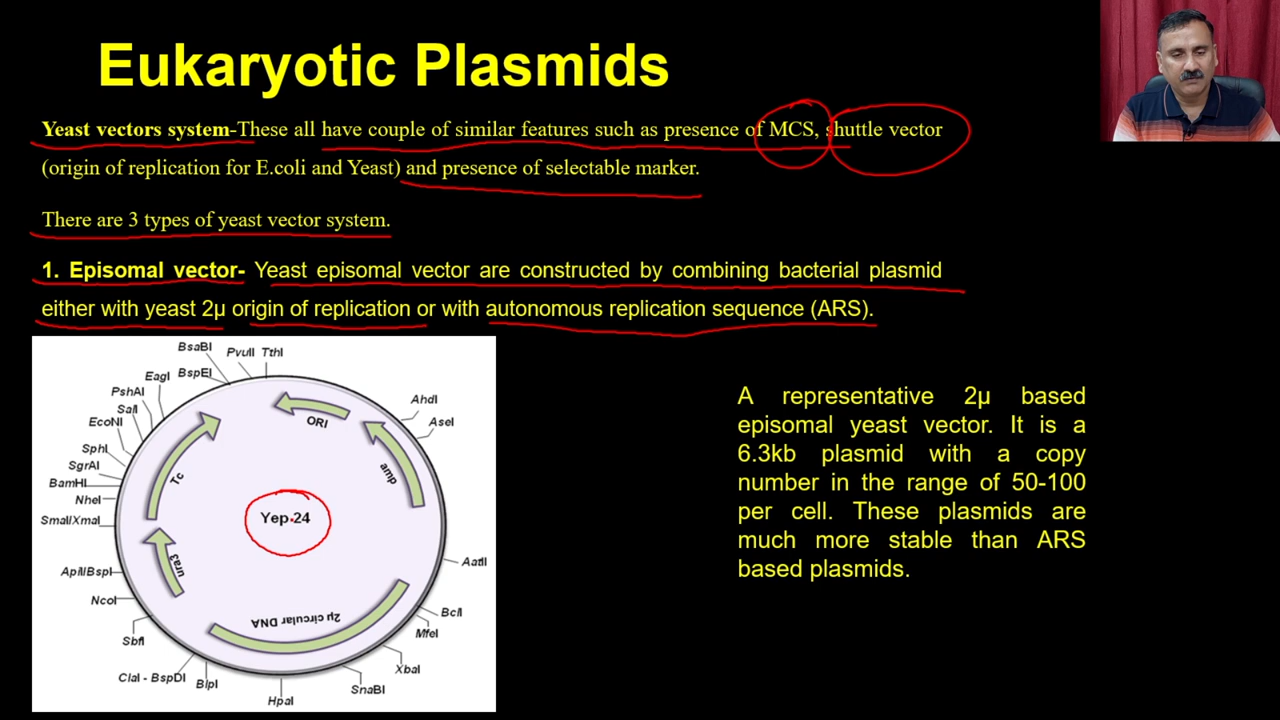 Eukaryotic Plasmids
Yeast vectors system-These all have couple of similar features such as presence of MCS, shuttle vector
(origin of replication for E.coli and Yeast) and presence of selectable marker.
There are 3 types of yeast vector system.
1. Episomal vector- Yeast episomal vector are constructed by combining bacterial plasmid
either with yeast 2µ origin of replication or with autonomous replication sequence (ARS).
BsaBI
PvuII TthI
BspEI
EagI
PshAI
SalI
EcoNI
SphI
SgrAI
BamHI
NheI
SmaI/XmaI
ORI
AhdI
AseI
amp
Tc
Yep-24
ura3
2µ circular DNA
AatII
BclI
MfeI
XbaI
SnaBI
HpaI
BlpI
ClaI - BspDI
SbfI
NcoI
A representative 2µ based
episomal yeast vector. It is a
6.3kb plasmid with a copy
number in the range of 50-100
per cell. These plasmids are
much more stable than ARS
based plasmids.